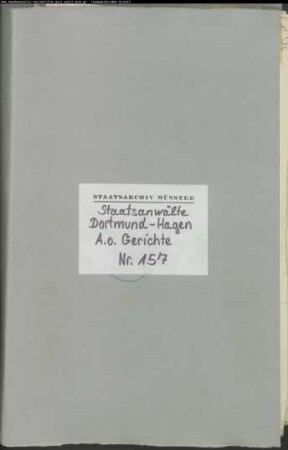 STAATSARCHIV MÜNSTER
Staatsanwälte
Dortmund-Hagen
A.o. Gerichte
Nr. 157